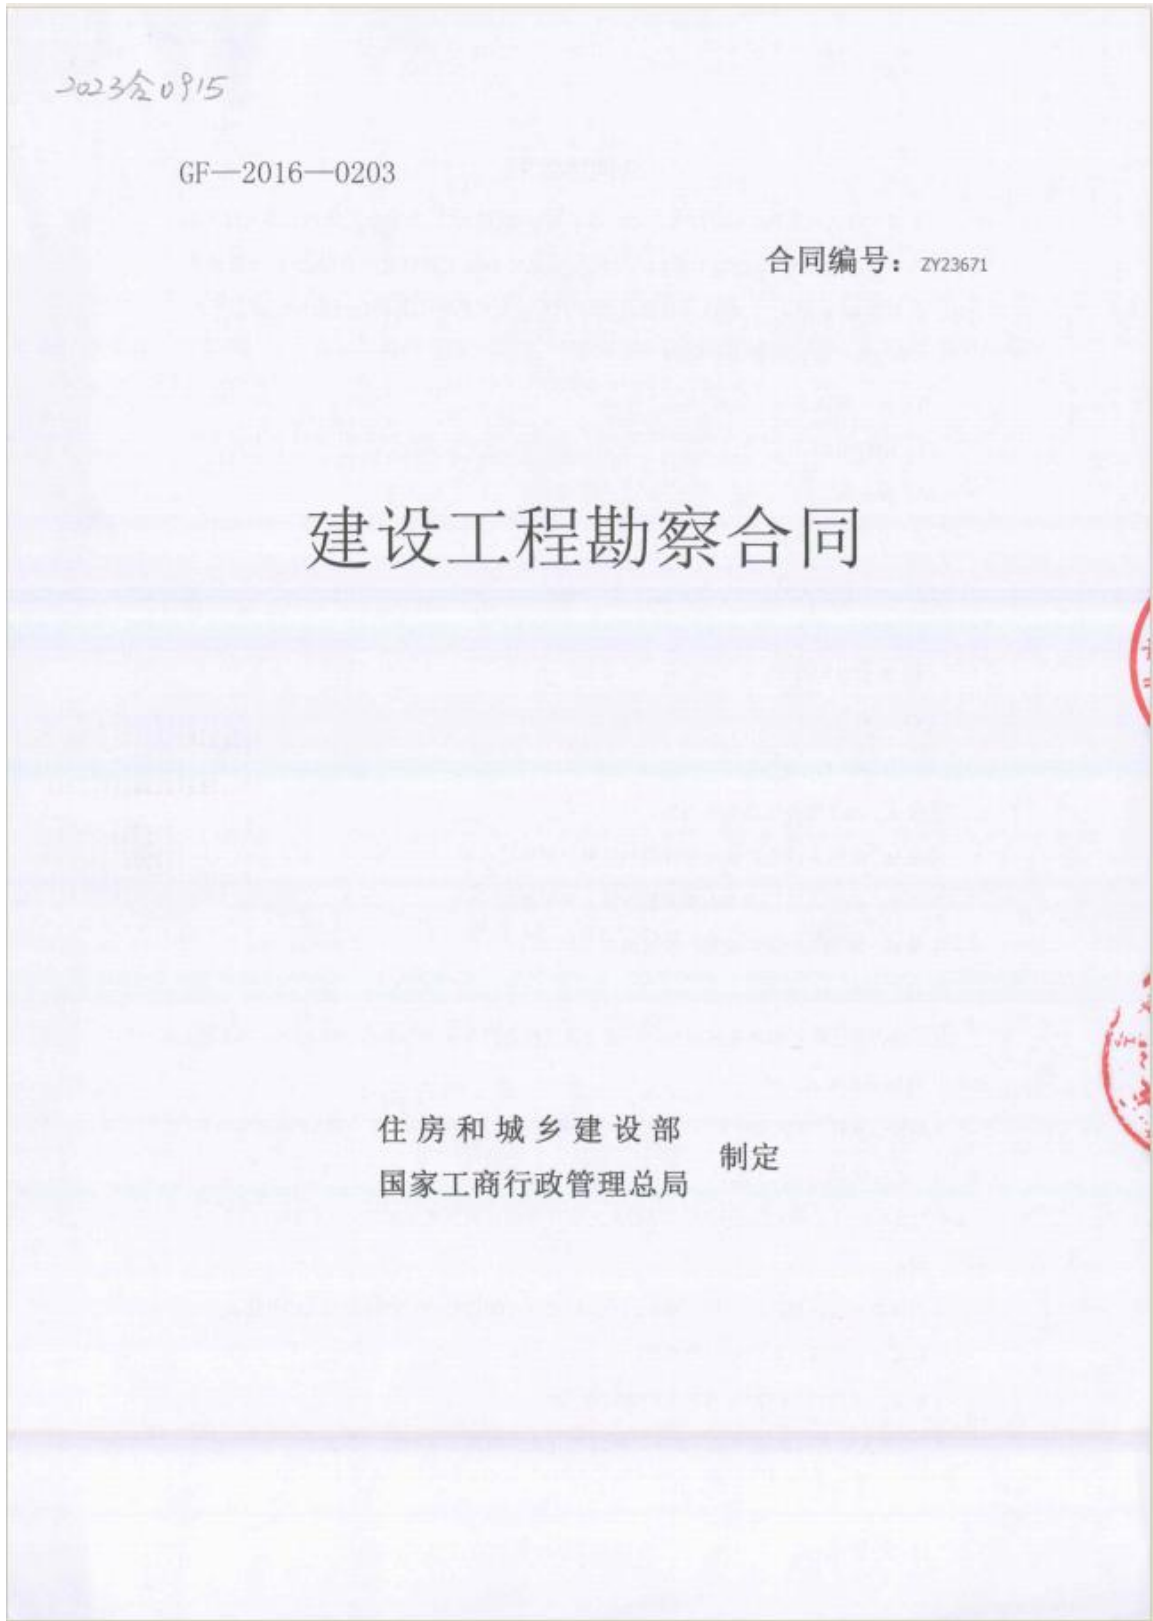 2023合0915
GF—2016—0203
合同编号：ZY23671
建设工程勘察合同
住房和城乡建设部
国家工商行政管理总局
制定